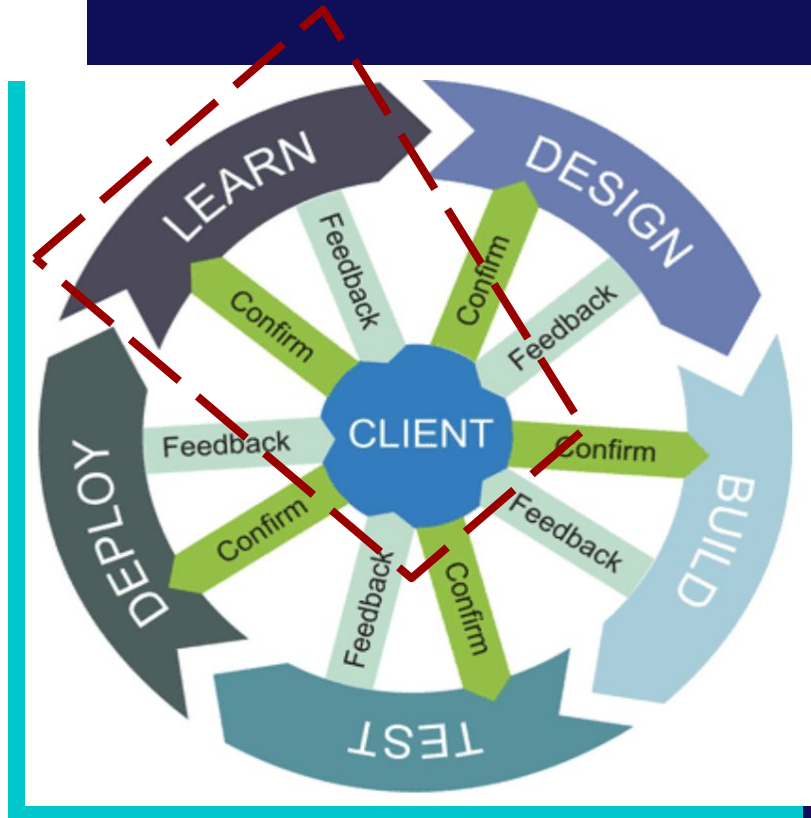 LEARN
DESIGN
Feedback
Confirm
Confirm
Feedback
CLIENT
Feedback
Confirm
Confirm
Feedback
Feedback
Confirm
DEPLOY
BUILD
TEST